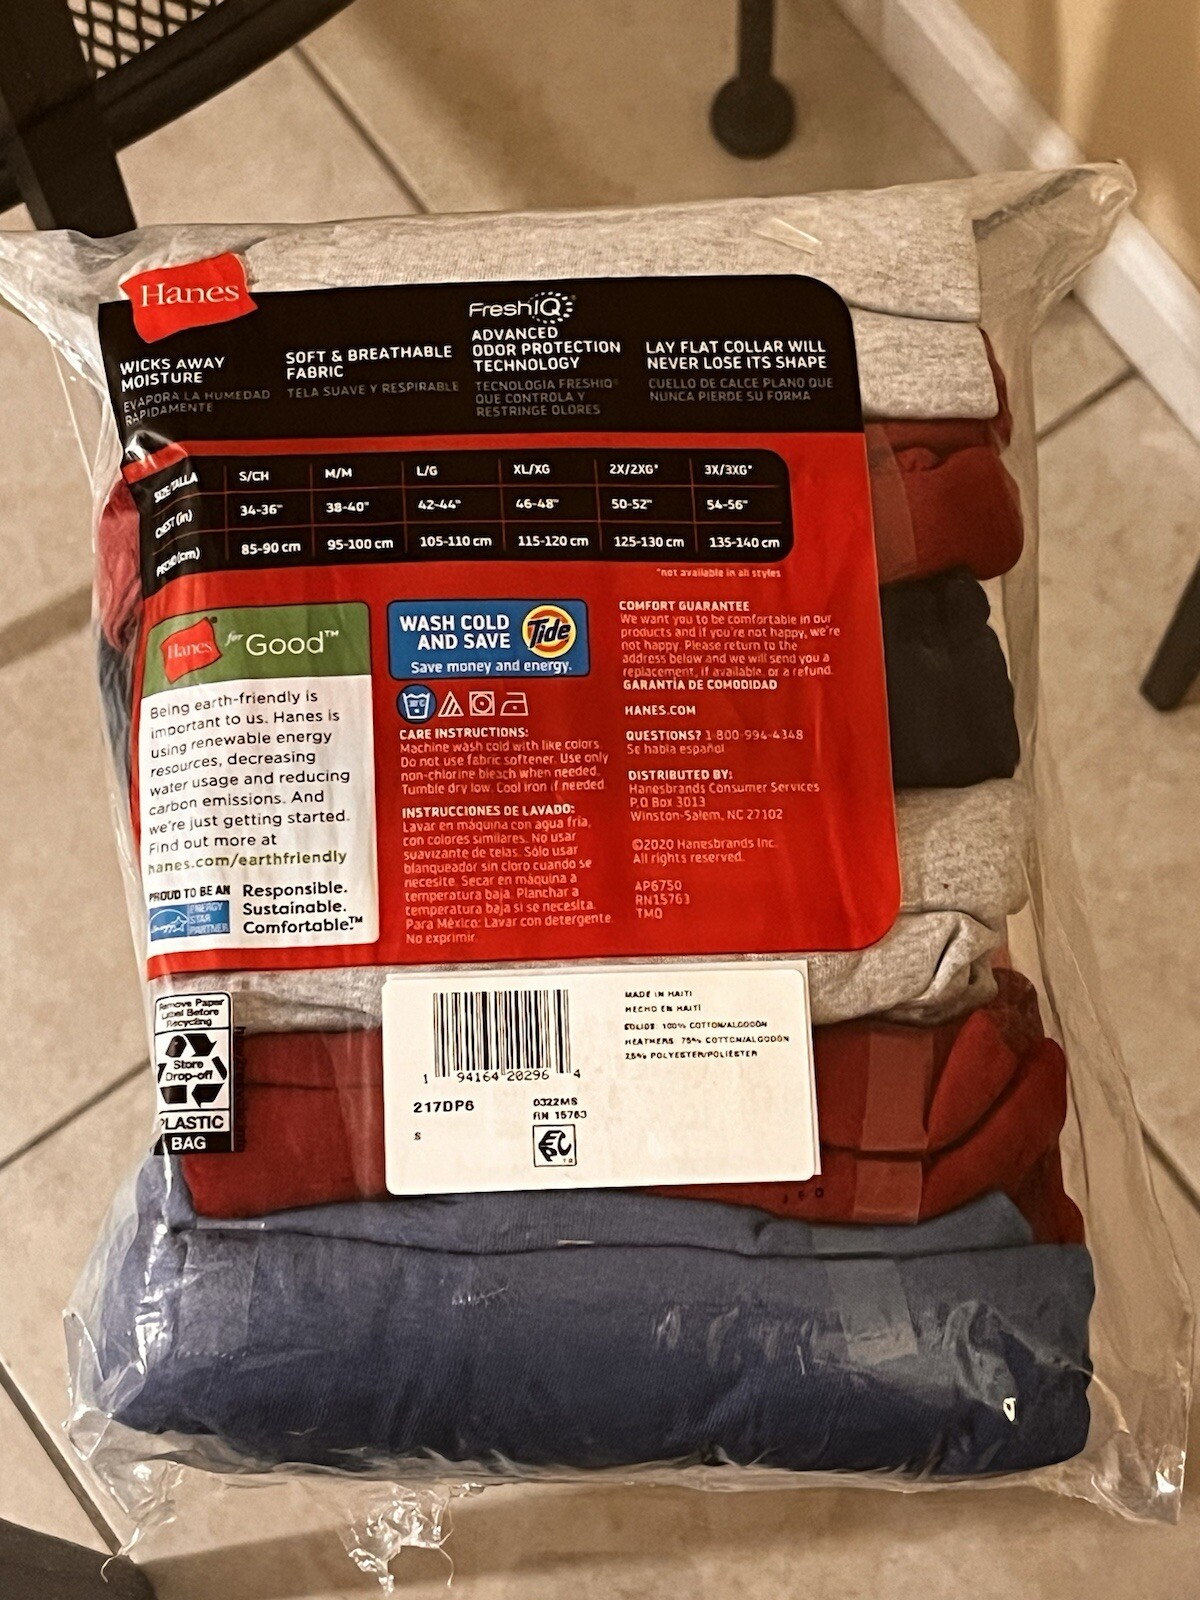 Hanes
WICKS AWAY
MOISTURE
EVAPORA LA HUMEDAD
RÁPIDAMENTE
SOFT & BREATHABLE
FABRIC
TELA SUAVE Y RESPIRABLE
FreshIQ
ADVANCED
ODOR PROTECTION
TECHNOLOGY
TECNOLOGÍA FRESHIQ®
QUE CONTROLA Y
RESTRINGE OLORES
LAY FLAT COLLAR WILL
NEVER LOSE ITS SHAPE
CUELLO DE CALCE PLANO QUE
NUNCA PIERDE SU FORMA
SIZE/TALLA S/CH M/M L/G XL/XG 2X/2XG* 3X/3XG*
CHEST (in) 34-36" 38-40" 42-44" 46-48" 50-52" 54-56"
PECHO (cm) 85-90 cm 95-100 cm 105-110 cm 115-120 cm 125-130 cm 135-140 cm
*not available in all styles
Hanes for Good™
Being earth-friendly is
important to us. Hanes is
using renewable energy
resources, decreasing
water usage and reducing
carbon emissions. And
we're just getting started.
Find out more at
hanes.com/earthfriendly
PROUD TO BE AN
energy
ENERGY
STAR
PARTNER
Responsible.
Sustainable.
Comfortable.™
WASH COLD
AND SAVE
Tide
Save money and energy.
30°C
CARE INSTRUCTIONS:
Machine wash cold with like colors.
Do not use fabric softener. Use only
non-chlorine bleach when needed.
Tumble dry low. Cool iron if needed.
INSTRUCCIONES DE LAVADO:
Lavar en máquina con agua fría,
con colores similares. No usar
suavizante de telas. Sólo usar
blanqueador sin cloro cuando se
necesite. Secar en máquina a
temperatura baja. Planchar a
temperatura baja si se necesita.
Para México: Lavar con detergente.
No exprimir.
COMFORT GUARANTEE
We want you to be comfortable in our
products and if you're not happy, we're
not happy. Please return to the
address below and we will send you a
replacement, if available, or a refund.
GARANTÍA DE COMODIDAD
HANES.COM
QUESTIONS? 1-800-994-4348
Se habla español
DISTRIBUTED BY:
Hanesbrands Consumer Services
P.O Box 3013
Winston-Salem, NC 27102
©2020 Hanesbrands Inc.
All rights reserved.
AP6750
RN15763
TMO
Remove Paper
Label Before
Recycling
Store
Drop-off
PLASTIC
BAG
1 94164 20296 4
217DP6
S
0322MS
RN 15763
EPC
MADE IN HAITI
HECHO EN HAITÍ
SOLIDS: 100% COTTON/ALGODÓN
HEATHERS: 75% COTTON/ALGODÓN
25% POLYESTER/POLIÉSTER